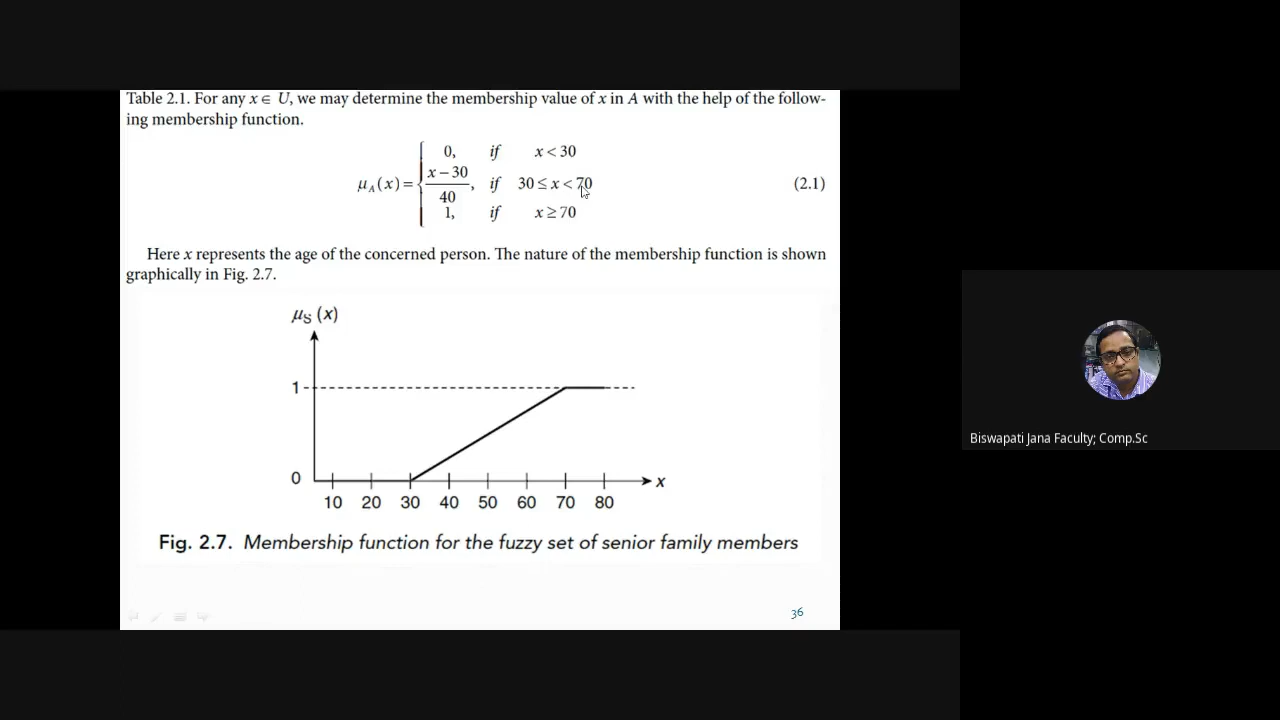 Table 2.1. For any x ∈ U, we may determine the membership value of x in A with the help of the follow-
ing membership function.
0, if x < 30
μA(x) = { (x − 30)/40, if 30 ≤ x < 70 (2.1)
1, if x ≥ 70
Here x represents the age of the concerned person. The nature of the membership function is shown
graphically in Fig. 2.7.
μS (x)
1
0
x
10 20 30 40 50 60 70 80
Fig. 2.7. Membership function for the fuzzy set of senior family members
36
Biswapati Jana Faculty; Comp.Sc